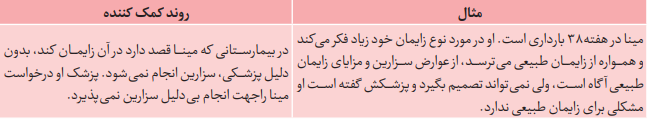 مثال
روند کمک کننده
مینا در هفته۳۸ بارداری است. او در مورد نوع زایمان خود زیاد فکر می‌کند
و همواره از زایمان طبیعی می‌ترسد، از عوارض سزارین و مزایای زایمان
طبیعی آگاه است، ولی نمی‌تواند تصمیم بگیرد و پزشکش گفته است او
مشکلی برای زایمان طبیعی ندارد.
در بیمارستانی که مینا قصد دارد در آن زایمان کند، بدون
دلیل پزشکی، سزارین انجام نمی‌شود. پزشک او درخواست
مینا راجهت انجام بی‌دلیل سزارین نمی‌پذیرد.